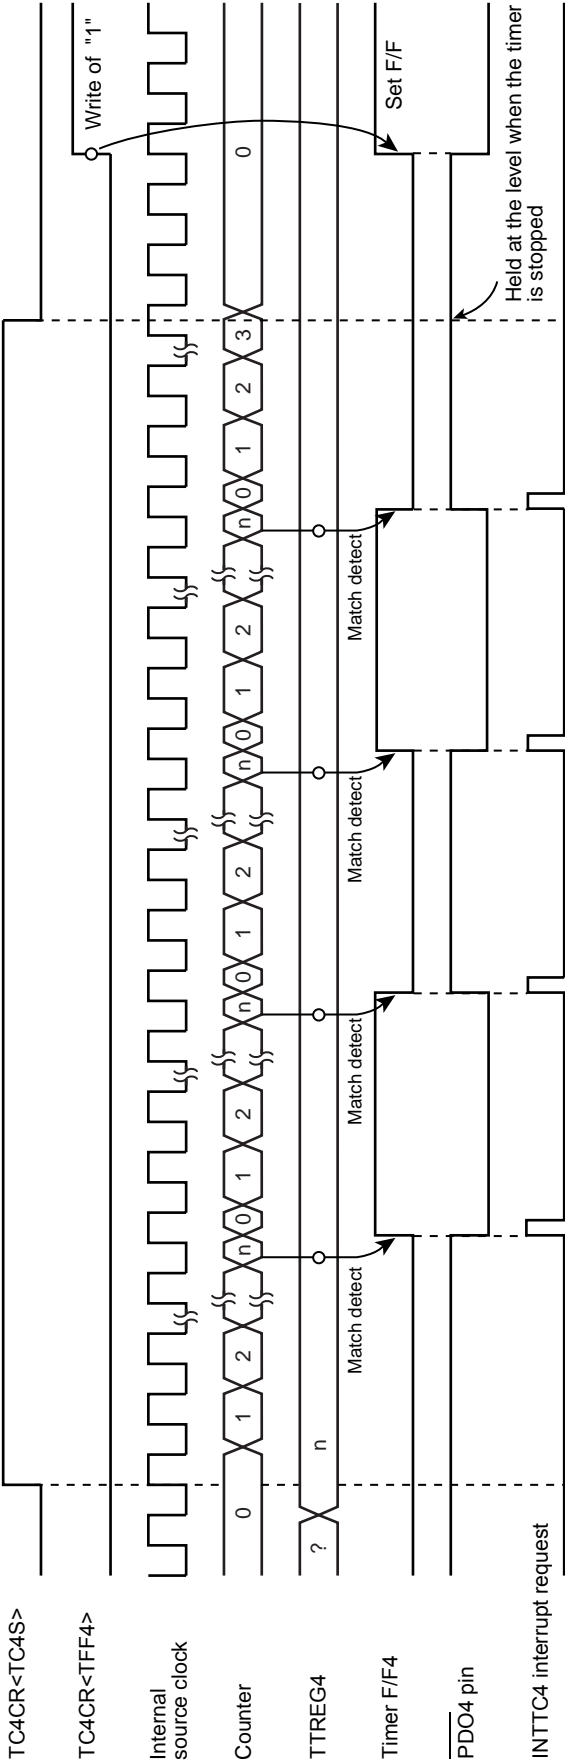 TC4CR<TC4S>
TC4CR<TFF4>
Write of "1"
Internal
source clock
Counter
0 1 2 n 0 1 2 n 0 1 2 n 0 1 2 n 0 1 2 3 0
TTREG4
? n
Match detect
Match detect
Match detect
Match detect
Timer F/F4
Set F/F
PDO4 pin
Held at the level when the timer
is stopped
INTTC4 interrupt request